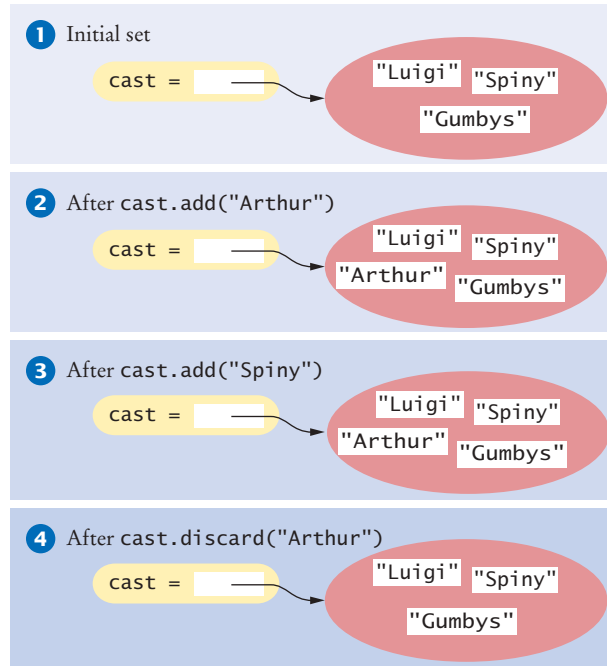 1 Initial set
cast =
"Luigi" "Spiny"
"Gumbys"
2 After cast.add("Arthur")
cast =
"Luigi" "Spiny"
"Arthur" "Gumbys"
3 After cast.add("Spiny")
cast =
"Luigi" "Spiny"
"Arthur" "Gumbys"
4 After cast.discard("Arthur")
cast =
"Luigi" "Spiny"
"Gumbys"